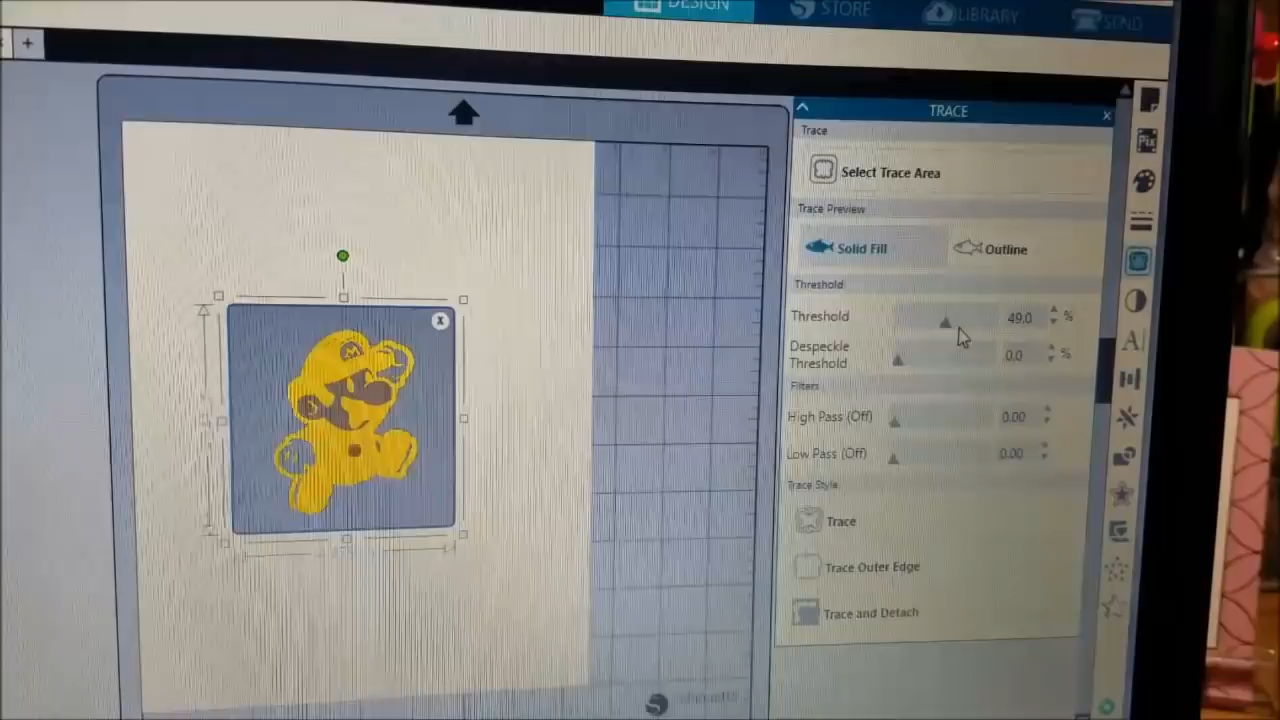 DESIGN
STORE
LIBRARY
SEND
+
TRACE
x
Trace
Select Trace Area
Trace Preview
Solid Fill
Outline
Threshold
Threshold 49.0 %
Despeckle
Threshold 0.0 %
Filters
High Pass (Off) 0.00
Low Pass (Off) 0.00
Trace Style
Trace
Trace Outer Edge
Trace and Detach
X
M
Pix
A
silhouette